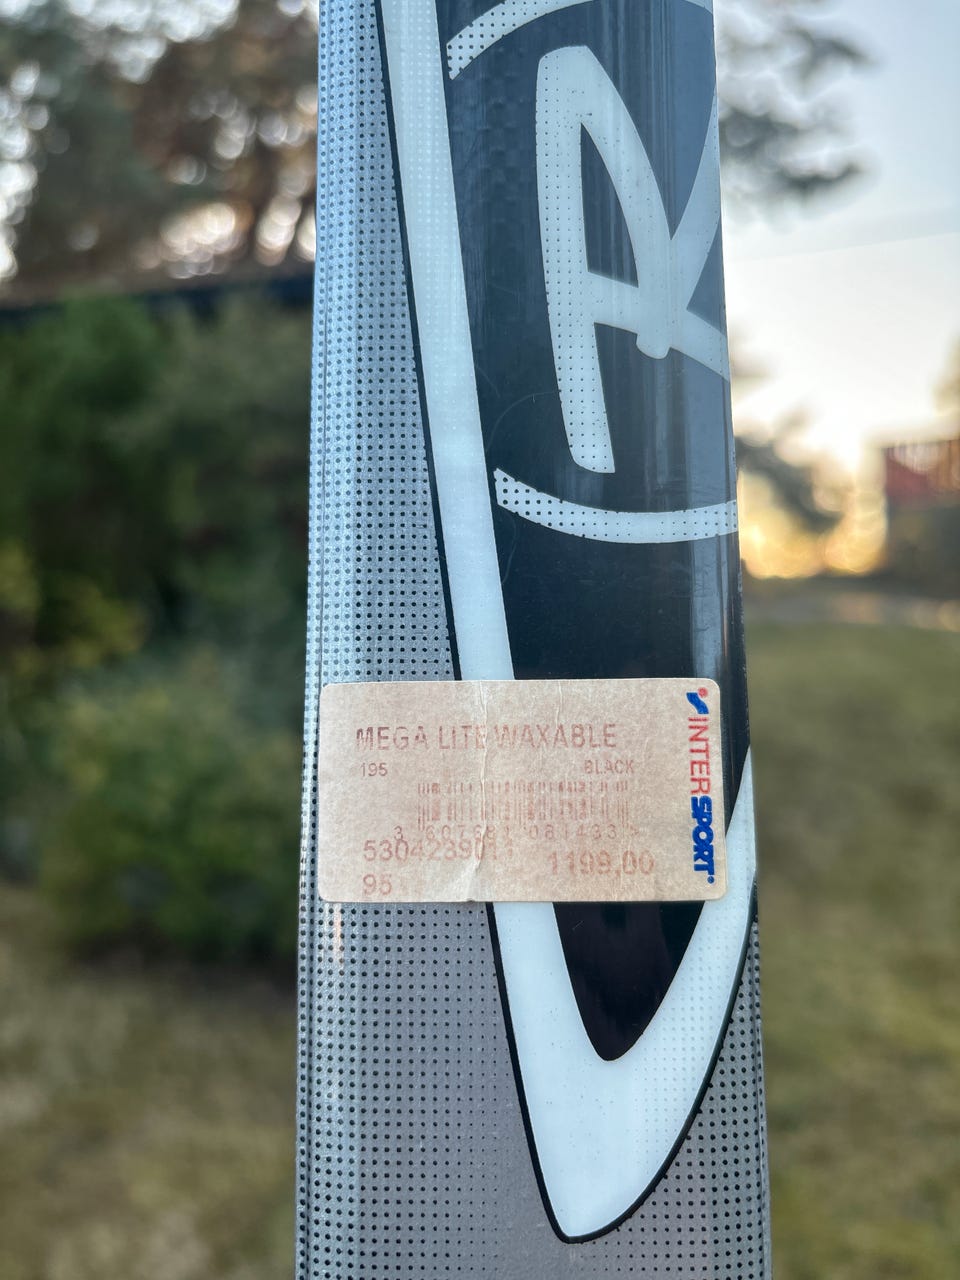 R
MEGA LITE WAXABLE
195 BLACK
1199,00
95
INTERSPORT